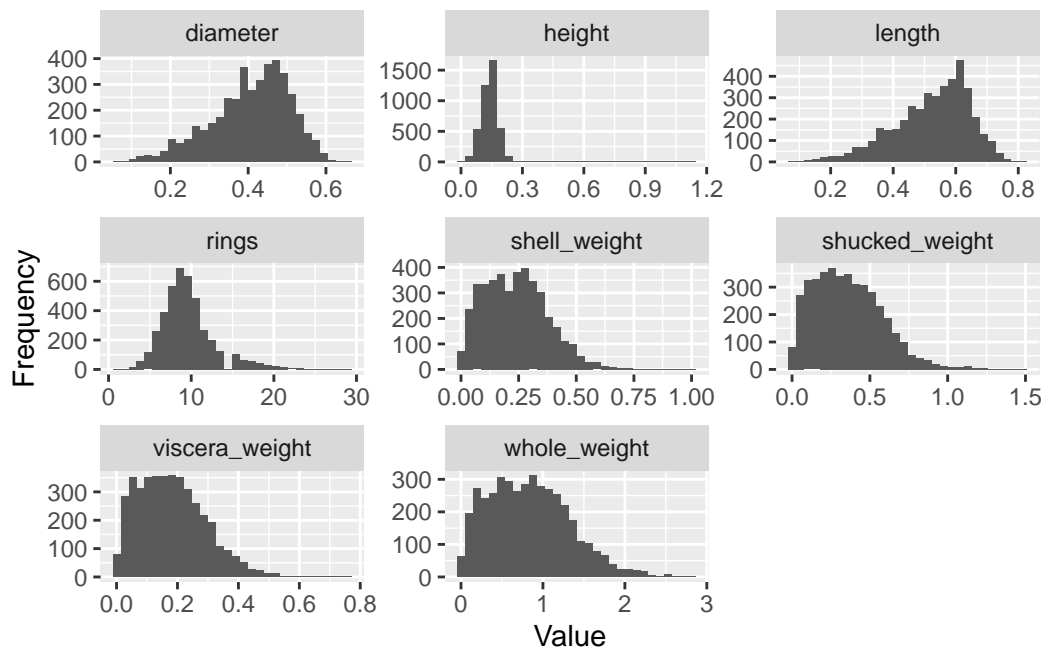 diameter
height
length
400
300
200
100
0
0.2 0.4 0.6
1500
1000
500
0
0.0 0.3 0.6 0.9 1.2
400
300
200
100
0
0.2 0.4 0.6 0.8
rings
shell_weight
shucked_weight
600
400
200
0
0 10 20 30
400
300
200
100
0
0.00 0.25 0.50 0.75 1.00
300
200
100
0
0.0 0.5 1.0 1.5
viscera_weight
whole_weight
300
200
100
0
0.0 0.2 0.4 0.6 0.8
300
200
100
0
0 1 2 3
Frequency
Value